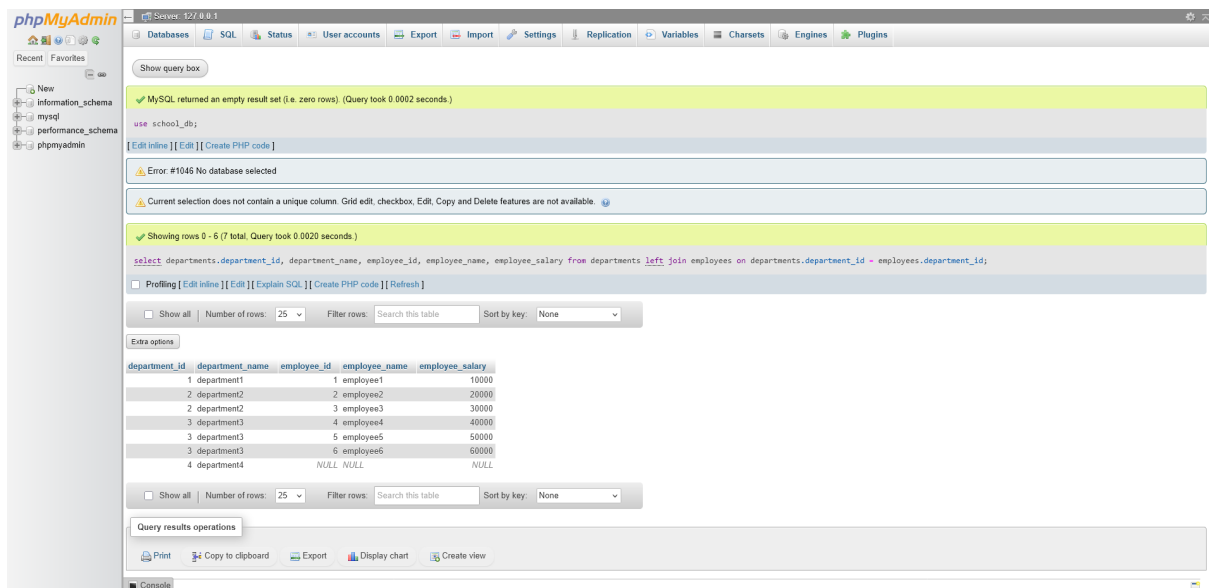 phpMyAdmin
Recent Favorites
New
information_schema
mysql
performance_schema
phpmyadmin
Server: 127.0.0.1
Databases SQL Status User accounts Export Import Settings Replication Variables Charsets Engines Plugins
Show query box
MySQL returned an empty result set (i.e. zero rows). (Query took 0.0002 seconds.)
use school_db;
[ Edit inline ] [ Edit ] [ Create PHP code ]
Error: #1046 No database selected
Current selection does not contain a unique column. Grid edit, checkbox, Edit, Copy and Delete features are not available.
Showing rows 0 - 6 (7 total, Query took 0.0020 seconds.)
select departments.department_id, department_name, employee_id, employee_name, employee_salary from departments left join employees on departments.department_id = employees.department_id;
Profiling [ Edit inline ] [ Edit ] [ Explain SQL ] [ Create PHP code ] [ Refresh ]
Show all | Number of rows: 25 Filter rows: Search this table Sort by key: None
Extra options
department_id department_name employee_id employee_name employee_salary
1 department1 1 employee1 10000
2 department2 2 employee2 20000
2 department2 3 employee3 30000
3 department3 4 employee4 40000
3 department3 5 employee5 50000
3 department3 6 employee6 60000
4 department4 NULL NULL NULL
Show all | Number of rows: 25 Filter rows: Search this table Sort by key: None
Query results operations
Print Copy to clipboard Export Display chart Create view
Console